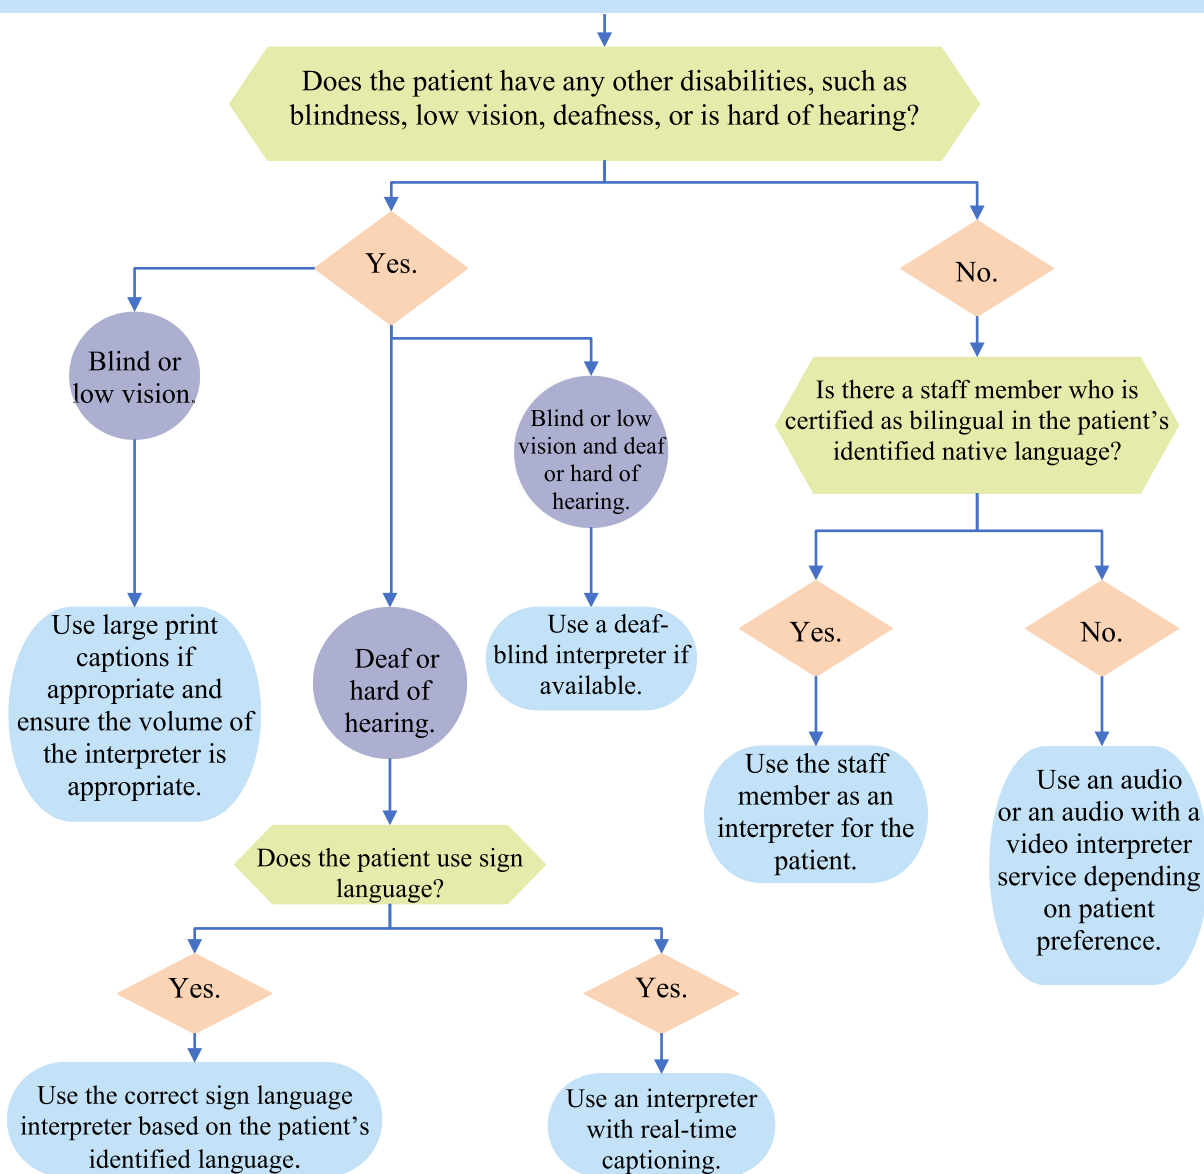 Does the patient have any other disabilities, such as
blindness, low vision, deafness, or is hard of hearing?
Yes.
No.
Blind or
low vision.
Blind or low
vision and deaf
or hard of
hearing.
Is there a staff member who is
certified as bilingual in the patient’s
identified native language?
Use large print
captions if
appropriate and
ensure the volume of
the interpreter is
appropriate.
Deaf or
hard of
hearing.
Use a deaf-
blind interpreter if
available.
Yes.
No.
Use the staff
member as an
interpreter for the
patient.
Use an audio
or an audio with a
video interpreter
service depending
on patient
preference.
Does the patient use sign
language?
Yes.
Yes.
Use the correct sign language
interpreter based on the patient’s
identified language.
Use an interpreter
with real-time
captioning.